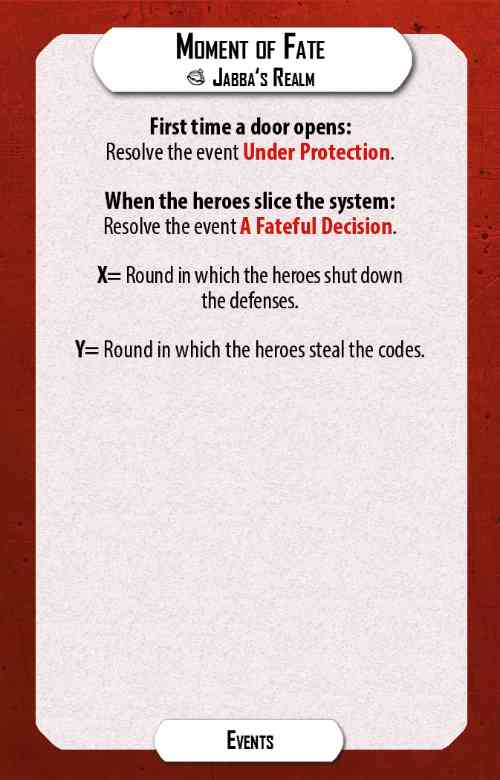 Moment of Fate
Jabba's Realm
First time a door opens:
Resolve the event Under Protection.
When the heroes slice the system:
Resolve the event A Fateful Decision.
X= Round in which the heroes shut down
the defenses.
Y= Round in which the heroes steal the codes.
Events